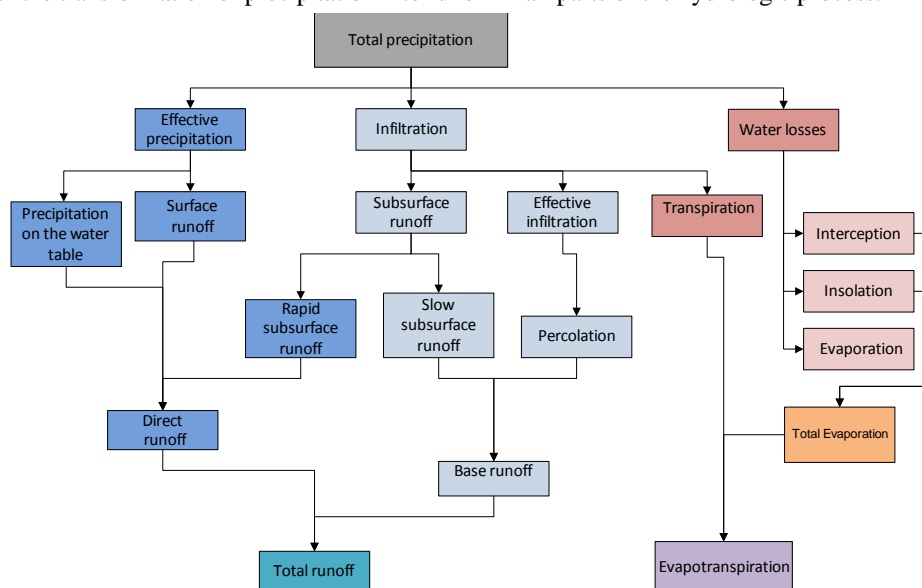 Total precipitation
Effective
precipitation
Infiltration
Water losses
Precipitation
on the water
table
Surface
runoff
Subsurface
runoff
Effective
infiltration
Transpiration
Interception
Insolation
Evaporation
Rapid
subsurface
runoff
Slow
subsurface
runoff
Percolation
Direct
runoff
Total Evaporation
Base runoff
Total runoff
Evapotranspiration